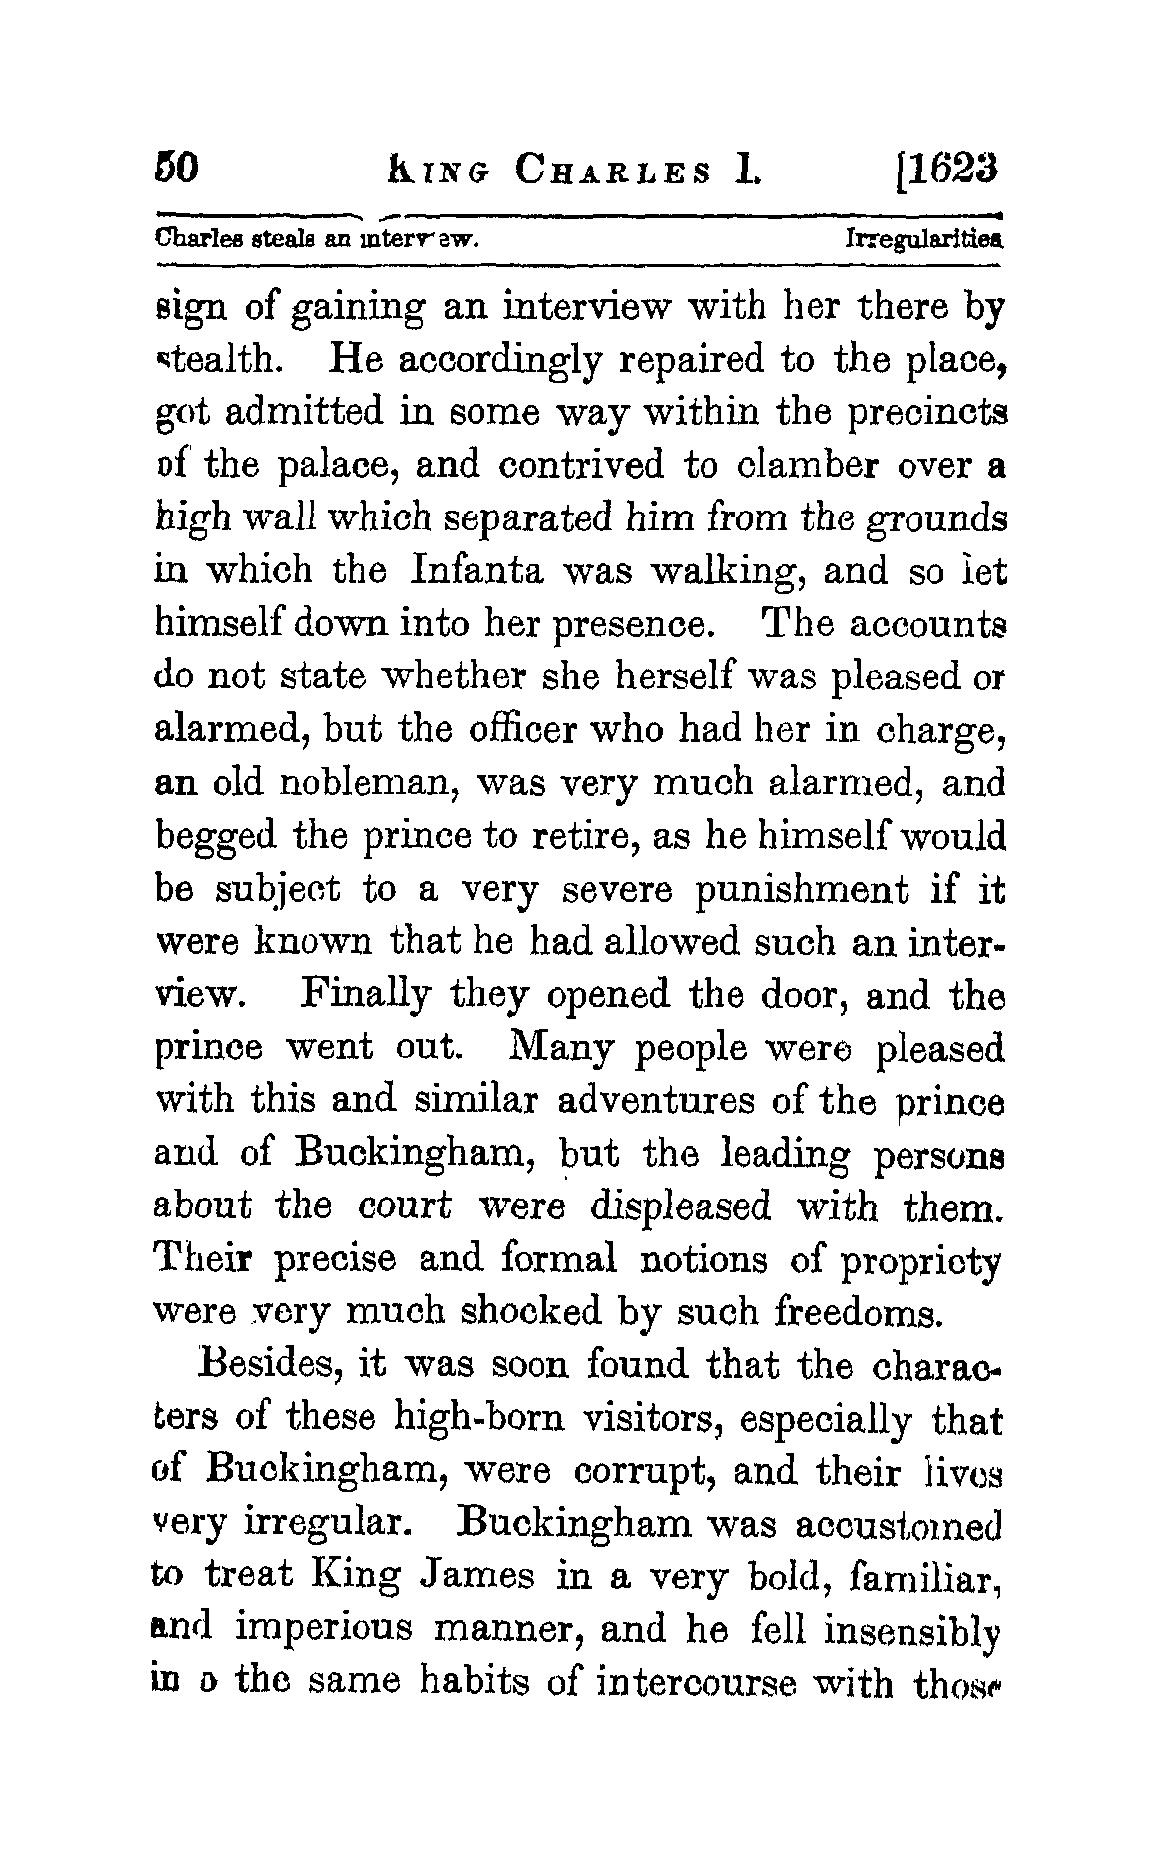 50 KING CHARLES I. [1623
Charles steals an interview. Irregularities
sign of gaining an interview with her there by
stealth. He accordingly repaired to the place,
got admitted in some way within the precincts
of the palace, and contrived to clamber over a
high wall which separated him from the grounds
in which the Infanta was walking, and so let
himself down into her presence. The accounts
do not state whether she herself was pleased or
alarmed, but the officer who had her in charge,
an old nobleman, was very much alarmed, and
begged the prince to retire, as he himself would
be subject to a very severe punishment if it
were known that he had allowed such an inter-
view. Finally they opened the door, and the
prince went out. Many people were pleased
with this and similar adventures of the prince
and of Buckingham, but the leading persons
about the court were displeased with them.
Their precise and formal notions of propriety
were very much shocked by such freedoms.
Besides, it was soon found that the charac-
ters of these high-born visitors, especially that
of Buckingham, were corrupt, and their lives
very irregular. Buckingham was accustomed
to treat King James in a very bold, familiar,
and imperious manner, and he fell insensibly
in o the same habits of intercourse with those